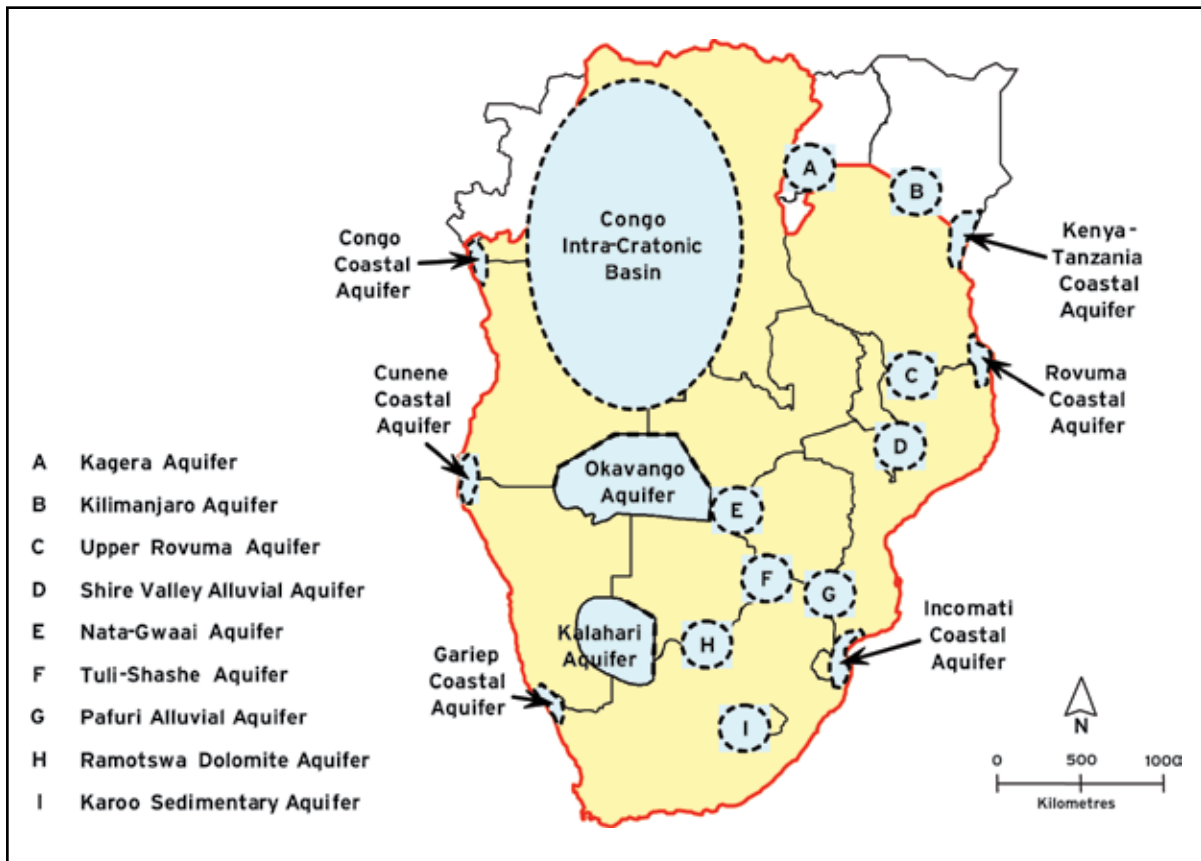 Congo
Intra-Cratonic
Basin
A
B
Kenya-
Tanzania
Coastal
Aquifer
Congo
Coastal
Aquifer
Cunene
Coastal
Aquifer
C
Rovuma
Coastal
Aquifer
D
Okavango
Aquifer
E
F
G
Kalahari
Aquifer
H
Incomati
Coastal
Aquifer
Gariep
Coastal
Aquifer
I
A Kagera Aquifer
B Kilimanjaro Aquifer
C Upper Rovuma Aquifer
D Shire Valley Alluvial Aquifer
E Nata-Gwaai Aquifer
F Tuli-Shashe Aquifer
G Pafuri Alluvial Aquifer
H Ramotswa Dolomite Aquifer
I Karoo Sedimentary Aquifer
N
0 500
Kilometres